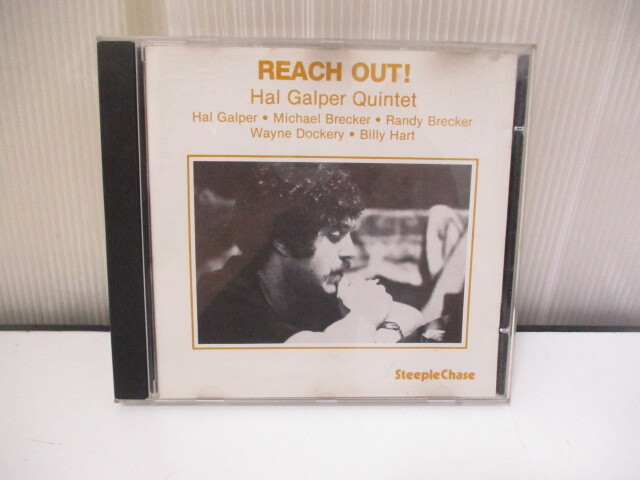 REACH OUT!
Hal Galper Quintet
Hal Galper • Michael Brecker • Randy Brecker
Wayne Dockery • Billy Hart
SteepleChase